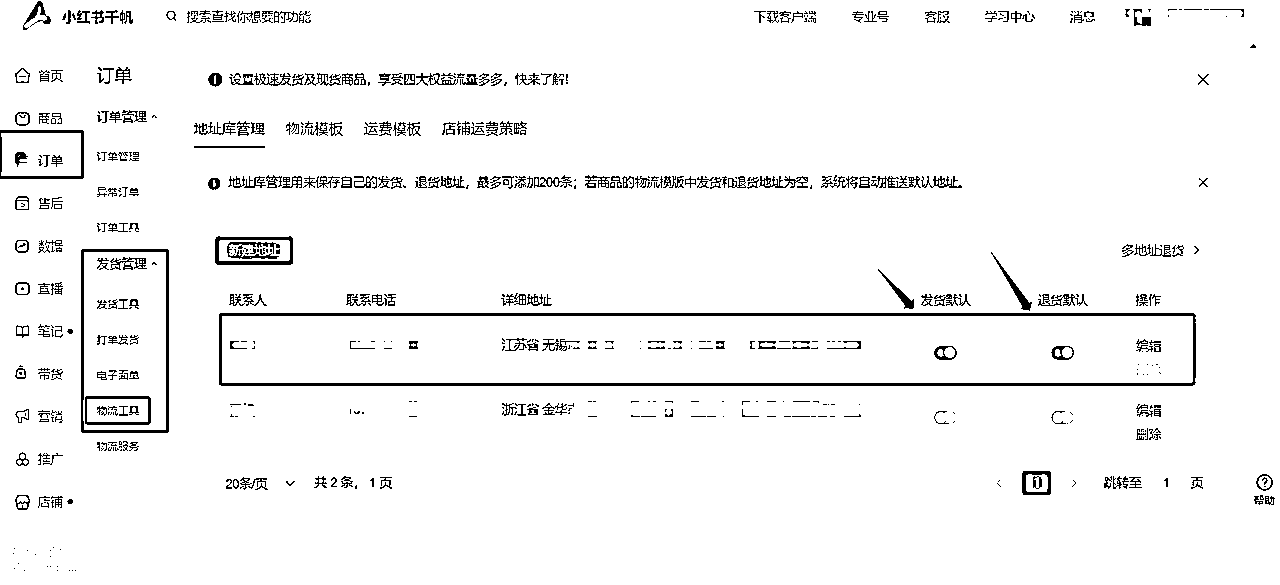 小红书千帆
搜索查找你想要的功能
下载客户端 专业号 客服 学习中心 消息
首页
商品
订单
售后
数据
直播
笔记
带货
营销
推广
店铺
订单
订单管理
订单管理
异常订单
订单工具
发货管理
发货工具
打单发货
电子面单
物流工具
物流服务
设置极速发货及现货商品，享受四大权益流量多多，快来了解!
地址库管理 物流模板 运费模板 店铺运费策略
地址库管理用来保存自己的发货、退货地址，最多可添加200条；若商品的物流模版中发货和退货地址为空，系统将自动推送默认地址。
新建地址
多地址退货
联系人 联系电话 详细地址 发货默认 退货默认 操作
江苏省 无锡
编辑
浙江省 金华
编辑
删除
20条/页 共 2 条，1 页
跳转至 1 页
帮助